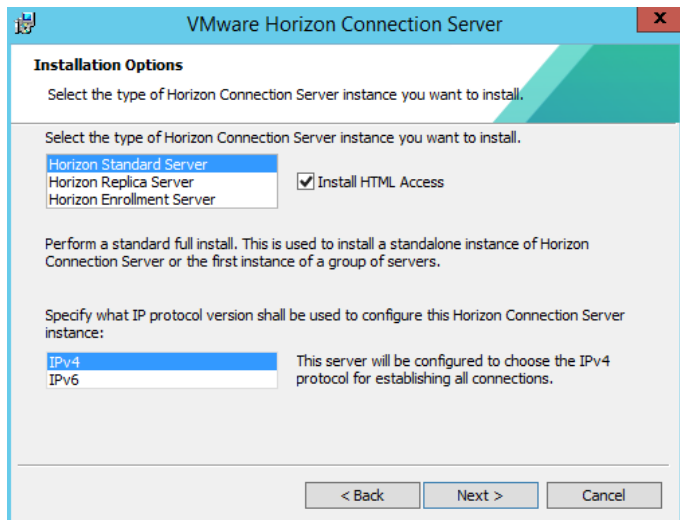 VMware Horizon Connection Server
x
Installation Options
Select the type of Horizon Connection Server instance you want to install.
Select the type of Horizon Connection Server instance you want to install.
Horizon Standard Server
Horizon Replica Server
Horizon Enrollment Server
Install HTML Access
Perform a standard full install. This is used to install a standalone instance of Horizon
Connection Server or the first instance of a group of servers.
Specify what IP protocol version shall be used to configure this Horizon Connection Server
instance:
IPv4
IPv6
This server will be configured to choose the IPv4
protocol for establishing all connections.
< Back
Next >
Cancel